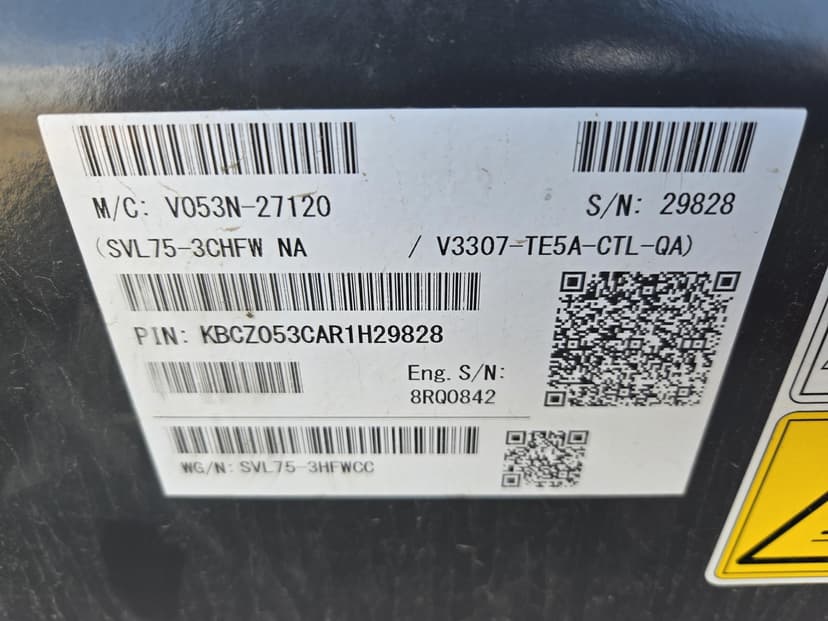 M/C: V053N-27120 S/N: 29828
(SVL75-3CHFW NA / V3307-TE5A-CTL-QA)
PIN: KBCZ053CAR1H29828
Eng. S/N:
8RQ0842
WG/N: SVL75-3HFWCC